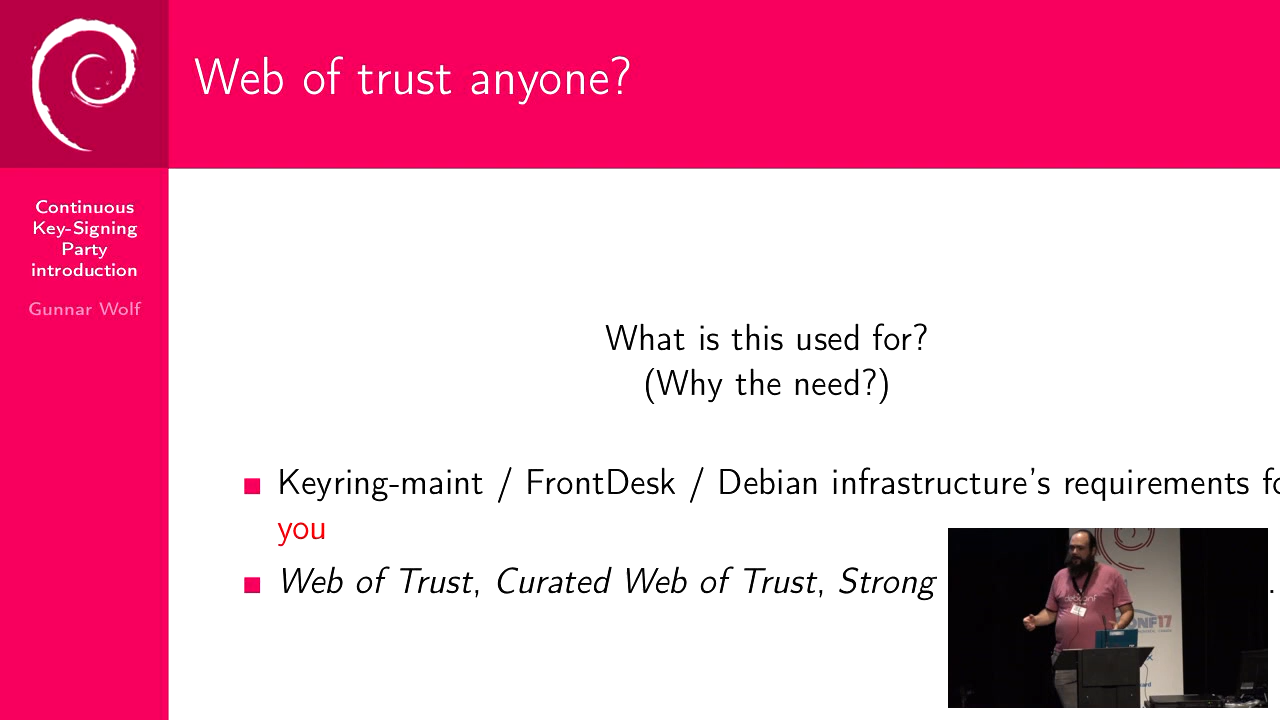 Web of trust anyone?
Continuous
Key-Signing
Party
introduction
Gunnar Wolf
What is this used for?
(Why the need?)
Keyring-maint / FrontDesk / Debian infrastructure's requirements
you
Web of Trust, Curated Web of Trust, Strong
debconf